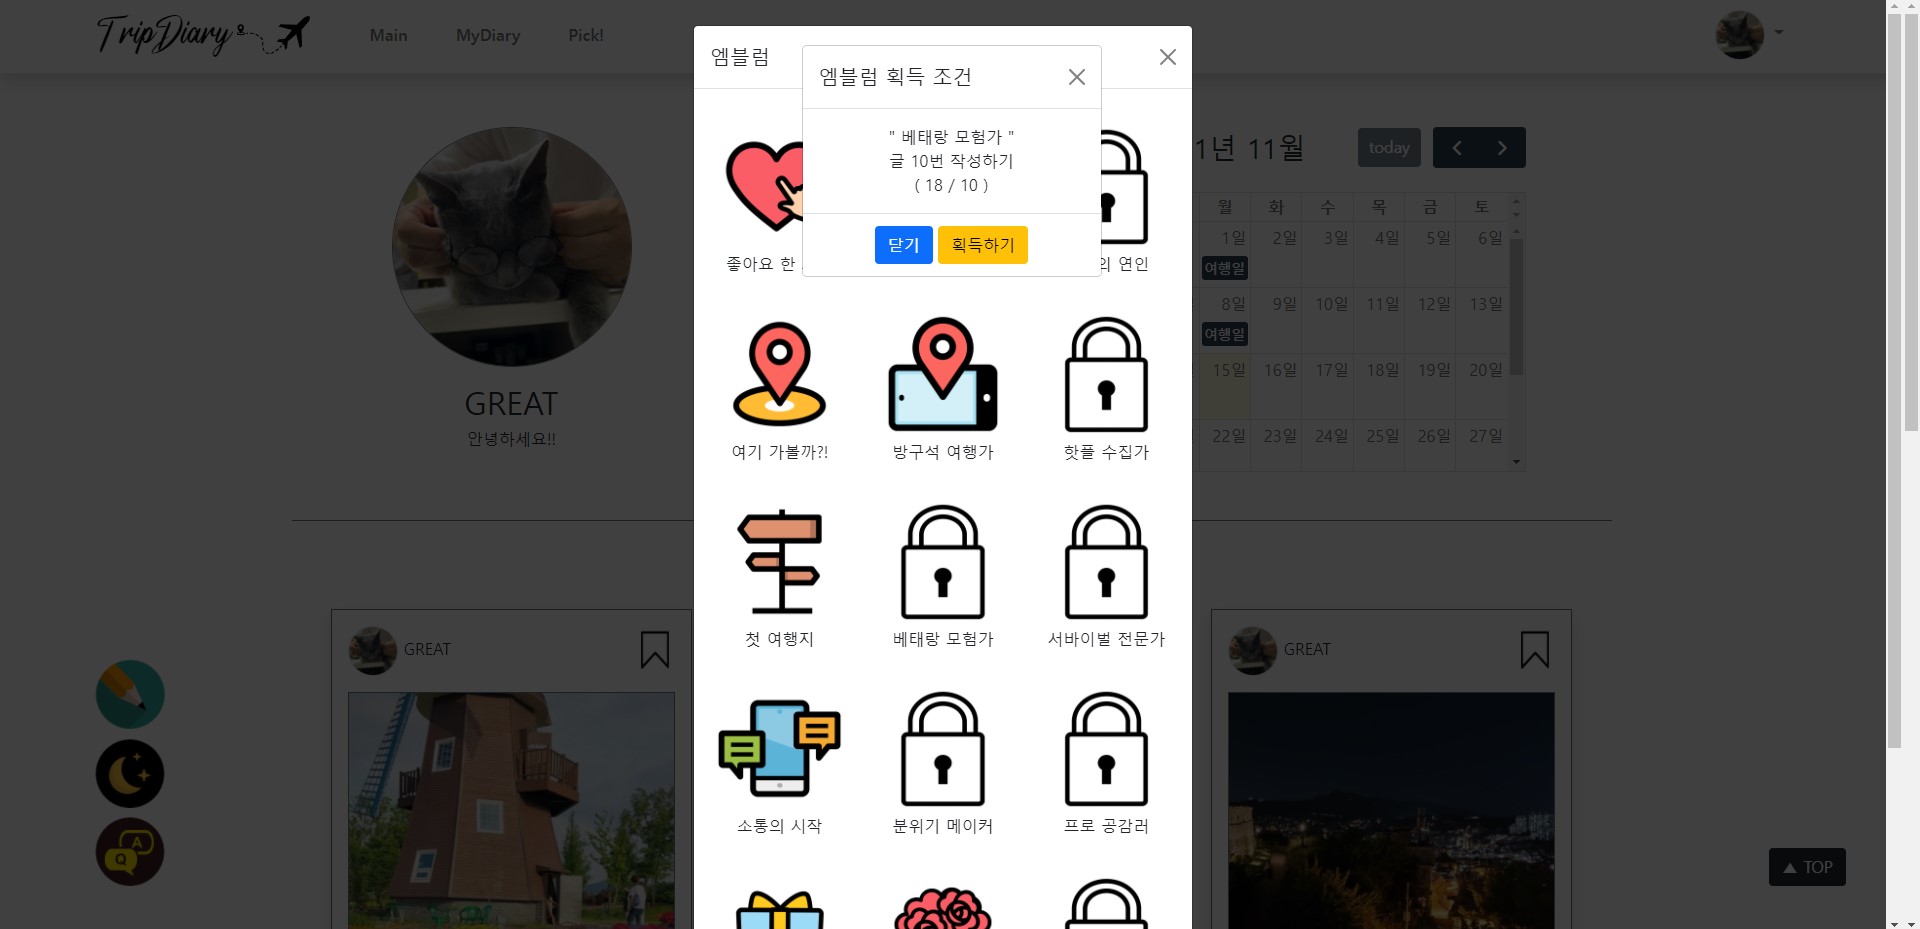 TripDiary
Main
MyDiary
Pick!
엠블럼
엠블럼 획득 조건
" 베태랑 모험가 "
글 10번 작성하기
( 18 / 10 )
닫기
획득하기
좋아요 한
의 연인
여기 가볼까?!
방구석 여행가
핫플 수집가
첫 여행지
베태랑 모험가
서바이벌 전문가
소통의 시작
분위기 메이커
프로 공감러
GREAT
안녕하세요!!
1년 11월
today
월 화 수 목 금 토
1일 2일 3일 4일 5일 6일
여행일
8일 9일 10일 11일 12일 13일
여행일
15일 16일 17일 18일 19일 20일
22일 23일 24일 25일 26일 27일
GREAT
GREAT
A
Q
▲ TOP